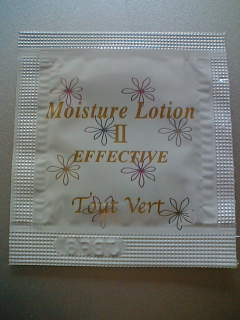 Moisture Lotion
II
EFFECTIVE
Tout Vert